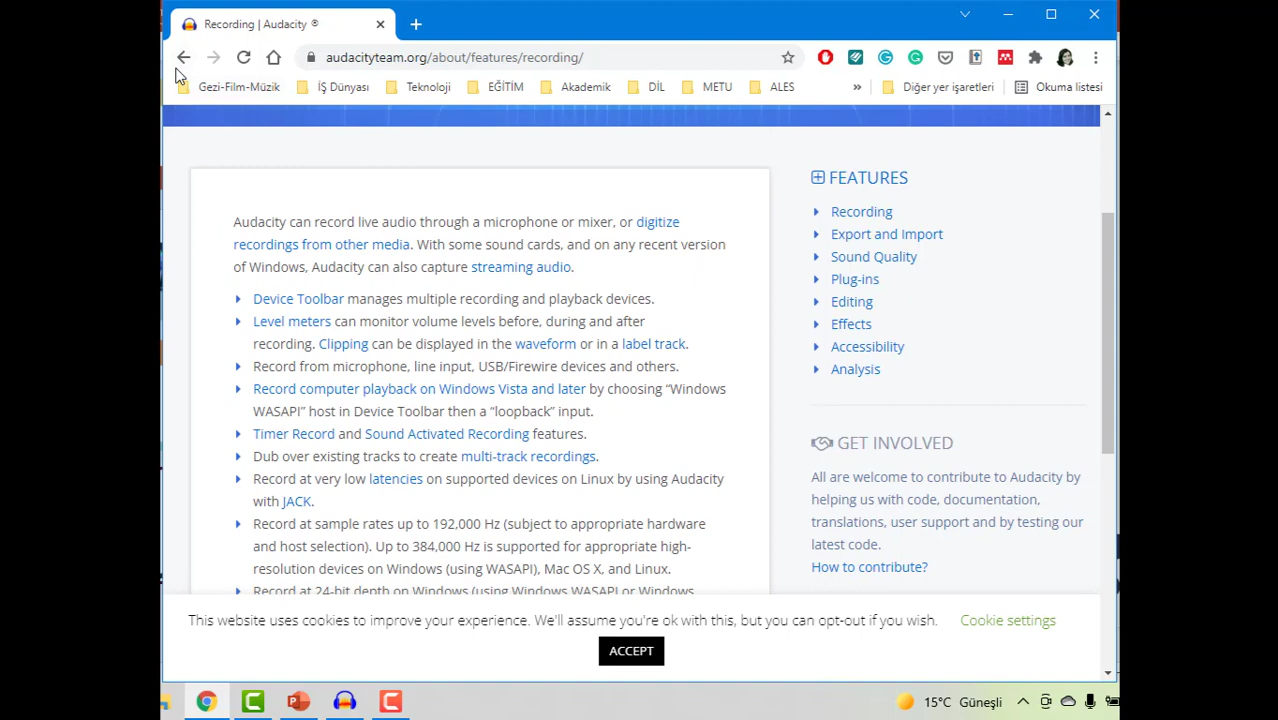 Recording | Audacity ®
audacityteam.org/about/features/recording/
Gezi-Film-Müzik
İŞ Dünyası
Teknoloji
EĞİTİM
Akademik
DİL
METU
ALES
»
Diğer yer işaretleri
Okuma listesi
Audacity can record live audio through a microphone or mixer, or digitize
recordings from other media. With some sound cards, and on any recent version
of Windows, Audacity can also capture streaming audio.
Device Toolbar manages multiple recording and playback devices.
Level meters can monitor volume levels before, during and after
recording. Clipping can be displayed in the waveform or in a label track.
Record from microphone, line input, USB/Firewire devices and others.
Record computer playback on Windows Vista and later by choosing “Windows
WASAPI” host in Device Toolbar then a “loopback” input.
Timer Record and Sound Activated Recording features.
Dub over existing tracks to create multi-track recordings.
Record at very low latencies on supported devices on Linux by using Audacity
with JACK.
Record at sample rates up to 192,000 Hz (subject to appropriate hardware
and host selection). Up to 384,000 Hz is supported for appropriate high-
resolution devices on Windows (using WASAPI), Mac OS X, and Linux.
Record at 24-bit depth on Windows (using Windows WASAPI or Windows
FEATURES
Recording
Export and Import
Sound Quality
Plug-ins
Editing
Effects
Accessibility
Analysis
GET INVOLVED
All are welcome to contribute to Audacity by
helping us with code, documentation,
translations, user support and by testing our
latest code.
How to contribute?
This website uses cookies to improve your experience. We'll assume you're ok with this, but you can opt-out if you wish.
Cookie settings
ACCEPT
15°C Güneşli